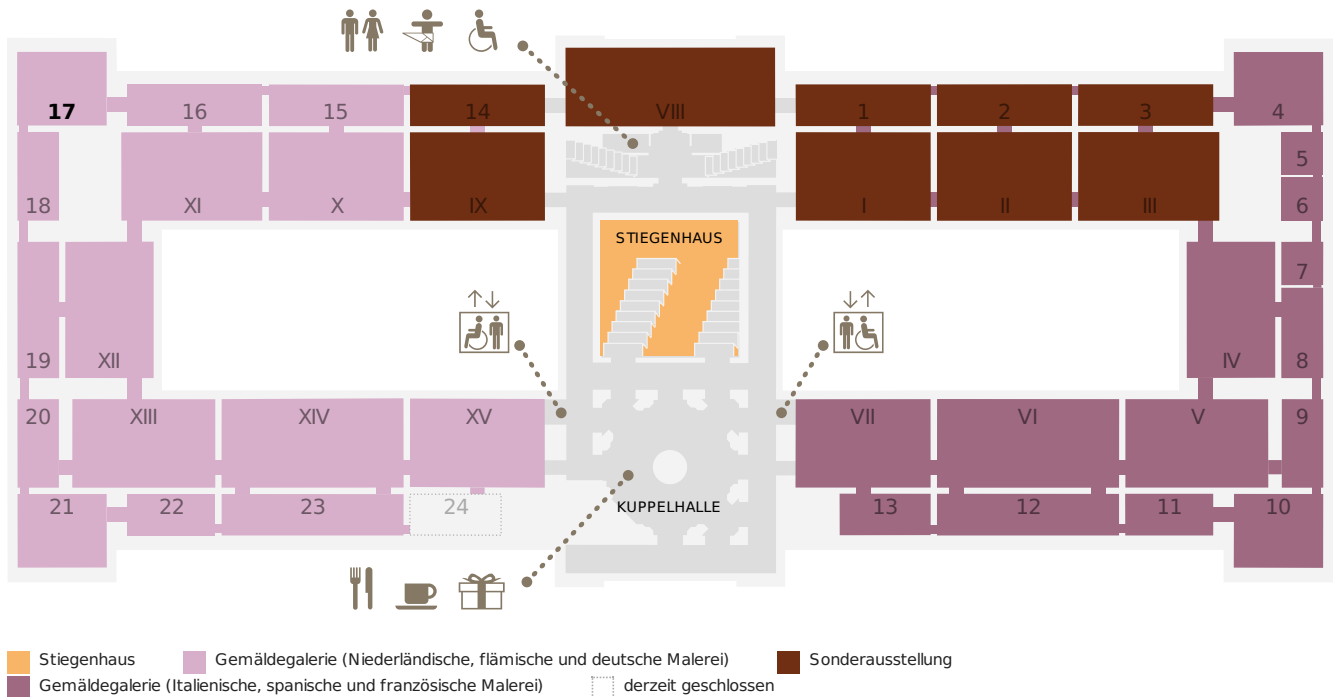 17
16
15
14
VIII
1
2
3
4
5
18
XI
X
IX
I
II
III
6
STIEGENHAUS
7
19
XII
IV
8
20
XIII
XIV
XV
VII
VI
V
9
21
22
23
24
KUPPELHALLE
13
12
11
10
Stiegenhaus
Gemäldegalerie (Niederländische, flämische und deutsche Malerei)
Sonderausstellung
Gemäldegalerie (Italienische, spanische und französische Malerei)
derzeit geschlossen